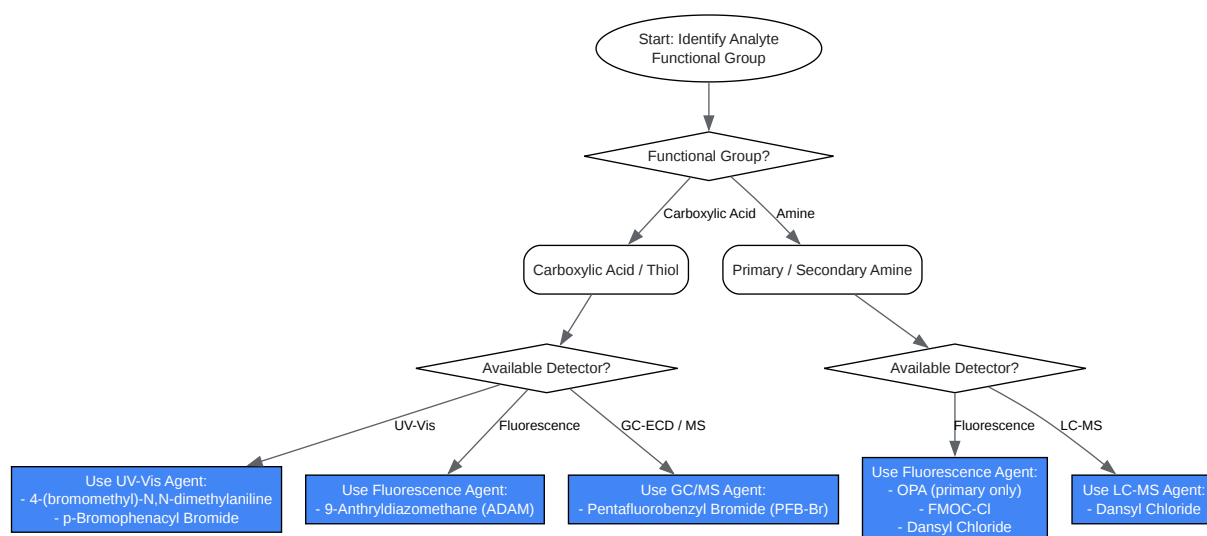 Start: Identify Analyte
Functional Group
Functional Group?
Carboxylic Acid
Amine
Carboxylic Acid / Thiol
Primary / Secondary Amine
Available Detector?
Available Detector?
UV-Vis
Fluorescence
GC-ECD / MS
Fluorescence
LC-MS
Use UV-Vis Agent:
- 4-(bromomethyl)-N,N-dimethylaniline
- p-Bromophenacyl Bromide
Use Fluorescence Agent:
- 9-Anthryldiazomethane (ADAM)
Use GC/MS Agent:
- Pentafluorobenzyl Bromide (PFB-Br)
Use Fluorescence Agent:
- OPA (primary only)
- FMOC-Cl
- Dansyl Chloride
Use LC-MS Agent:
- Dansyl Chloride